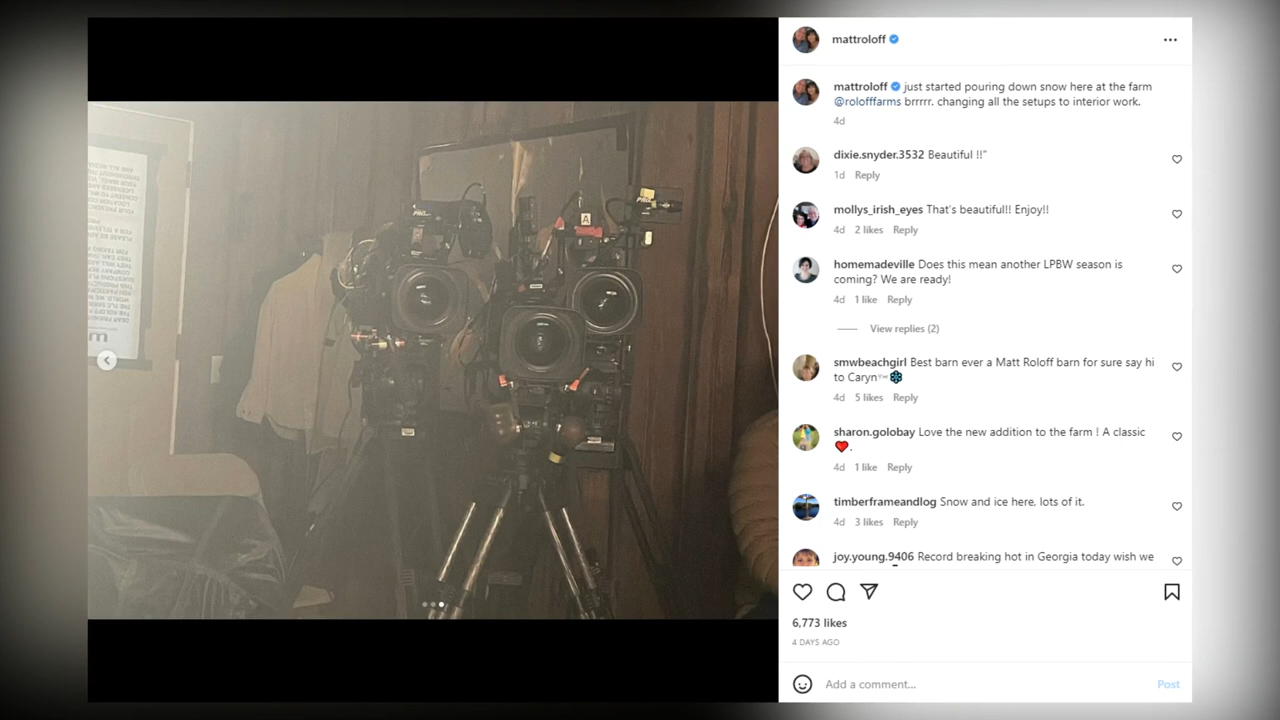 mattroloff
mattroloff just started pouring down snow here at the farm
@rolofffarms brrrrr. changing all the setups to interior work.
4d
dixie.snyder.3532 Beautiful !!"
1d Reply
mollys_irish_eyes That's beautiful!! Enjoy!!
4d 2 likes Reply
homemadeville Does this mean another LPBW season is
coming? We are ready!
4d 1 like Reply
View replies (2)
smwbeachgirl Best barn ever a Matt Roloff barn for sure say hi
to Caryn
4d 5 likes Reply
sharon.golobay Love the new addition to the farm ! A classic
❤️.
4d 1 like Reply
timberframeandlog Snow and ice here, lots of it.
4d 3 likes Reply
joy.young.9406 Record breaking hot in Georgia today wish we
6,773 likes
4 DAYS AGO
Add a comment... Post
A